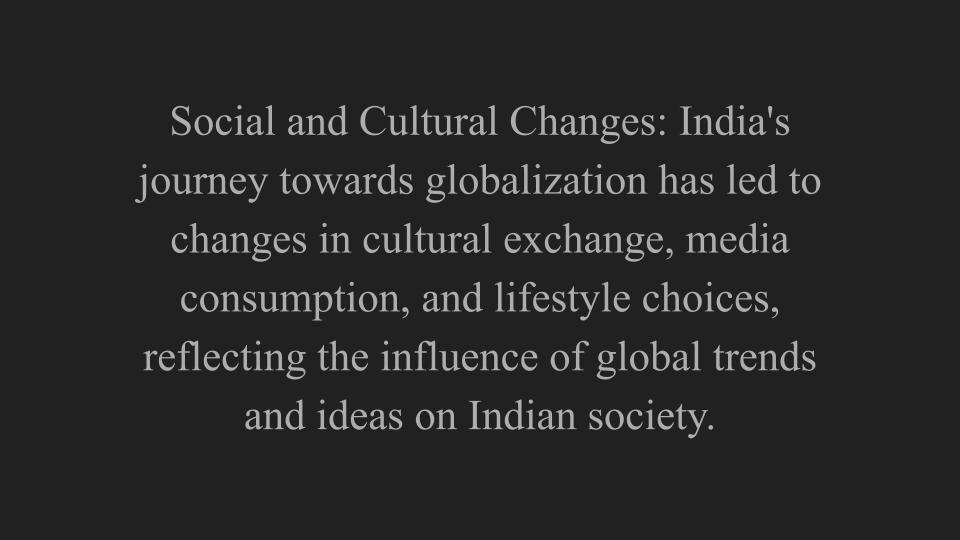 Social and Cultural Changes: India's
journey towards globalization has led to
changes in cultural exchange, media
consumption, and lifestyle choices,
reflecting the influence of global trends
and ideas on Indian society.